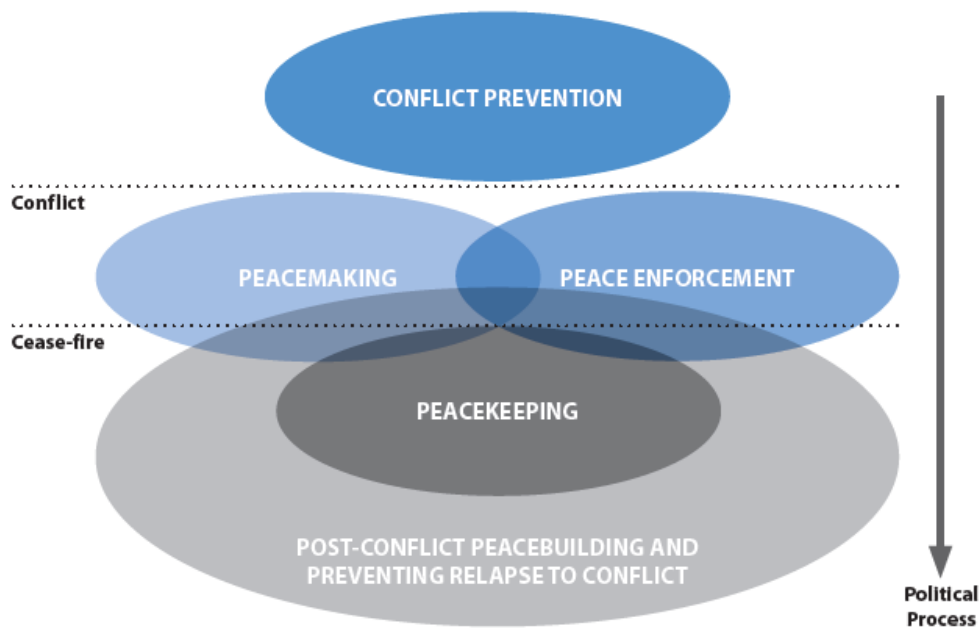 CONFLICT PREVENTION
Conflict
PEACEMAKING
PEACE ENFORCEMENT
Cease-fire
PEACEKEEPING
POST-CONFLICT PEACEBUILDING AND
PREVENTING RELAPSE TO CONFLICT
Political
Process